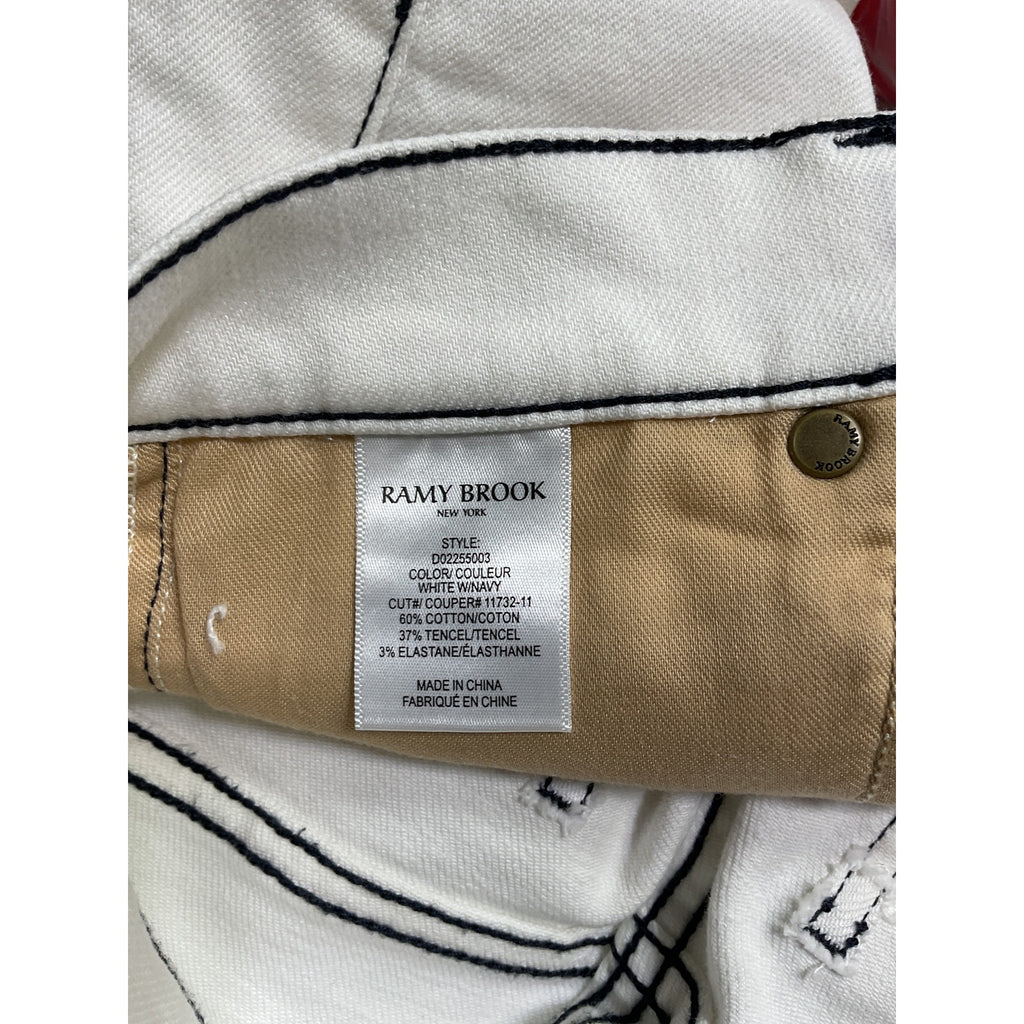 RAMY BROOK
RAMY BROOK
NEW YORK
STYLE:
D02255003
COLOR/ COULEUR
WHITE W/NAVY
CUT#/ COUPER# 11732-11
60% COTTON/COTON
37% TENCEL/TENCEL
3% ELASTANE/ÉLASTHANNE
MADE IN CHINA
FABRIQUÉ EN CHINE